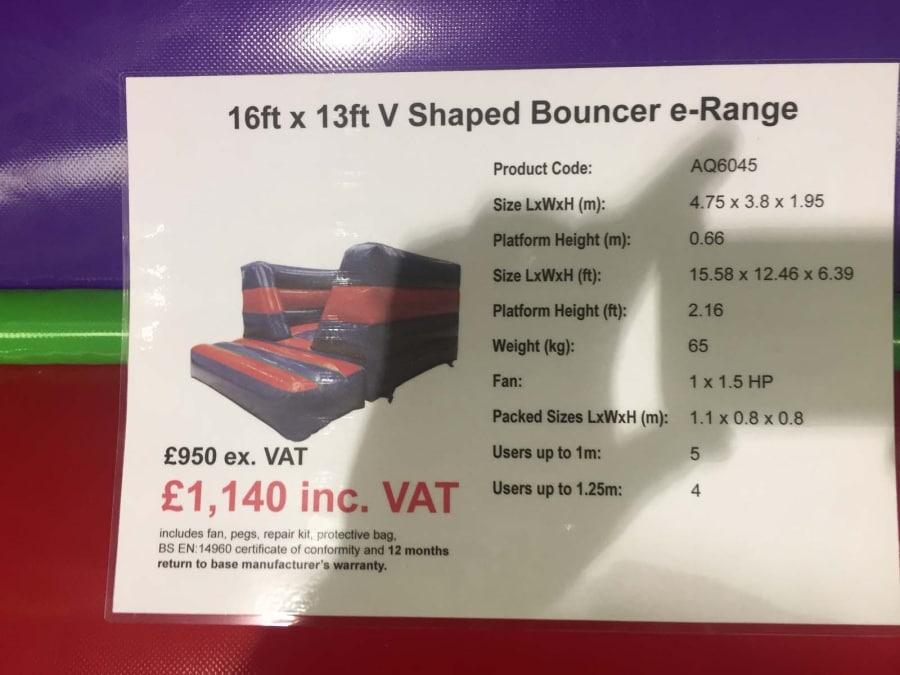 16ft x 13ft V Shaped Bouncer e-Range
Product Code: AQ6045
Size LxWxH (m): 4.75 x 3.8 x 1.95
Platform Height (m): 0.66
Size LxWxH (ft): 15.58 x 12.46 x 6.39
Platform Height (ft): 2.16
Weight (kg): 65
Fan: 1 x 1.5 HP
Packed Sizes LxWxH (m): 1.1 x 0.8 x 0.8
Users up to 1m: 5
Users up to 1.25m: 4
£950 ex. VAT
£1,140 inc. VAT
includes fan, pegs, repair kit, protective bag,
BS EN:14960 certificate of conformity and 12 months
return to base manufacturer's warranty.